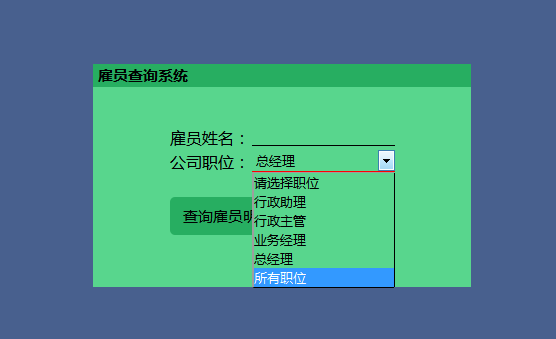 雇员查询系统
雇员姓名：
公司职位： 总经理
请选择职位
行政助理
行政主管
查询雇员
业务经理
总经理
所有职位